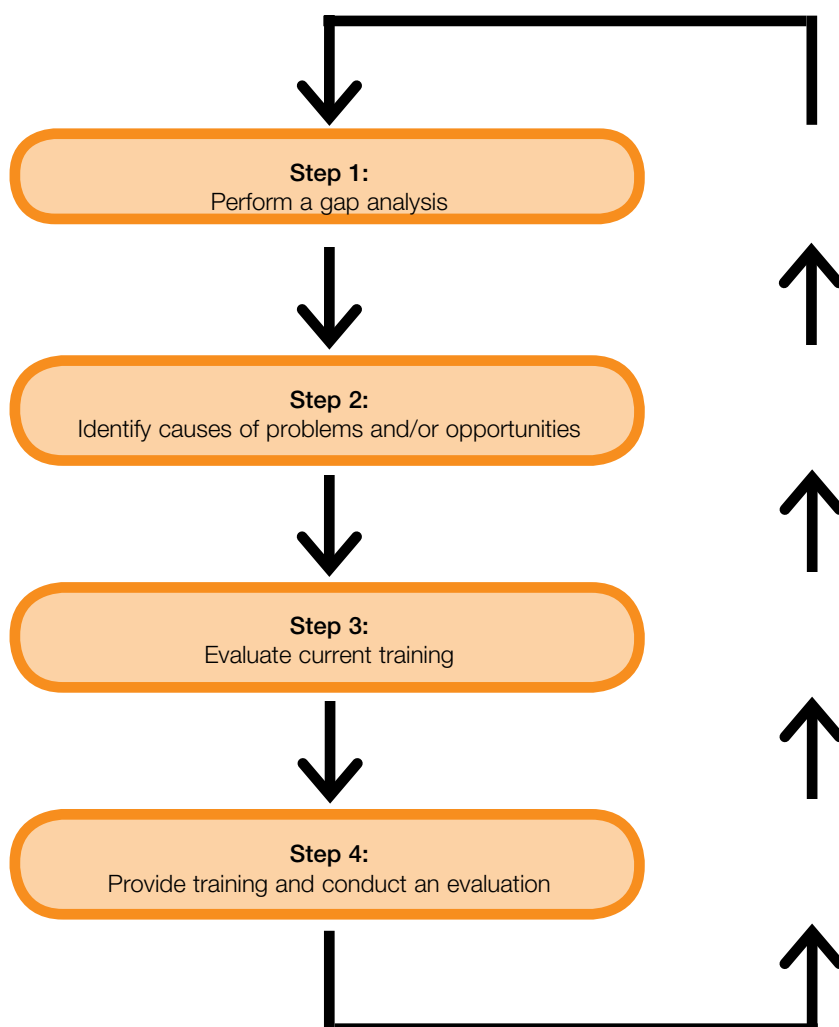 Step 1:
Perform a gap analysis
Step 2:
Identify causes of problems and/or opportunities
Step 3:
Evaluate current training
Step 4:
Provide training and conduct an evaluation